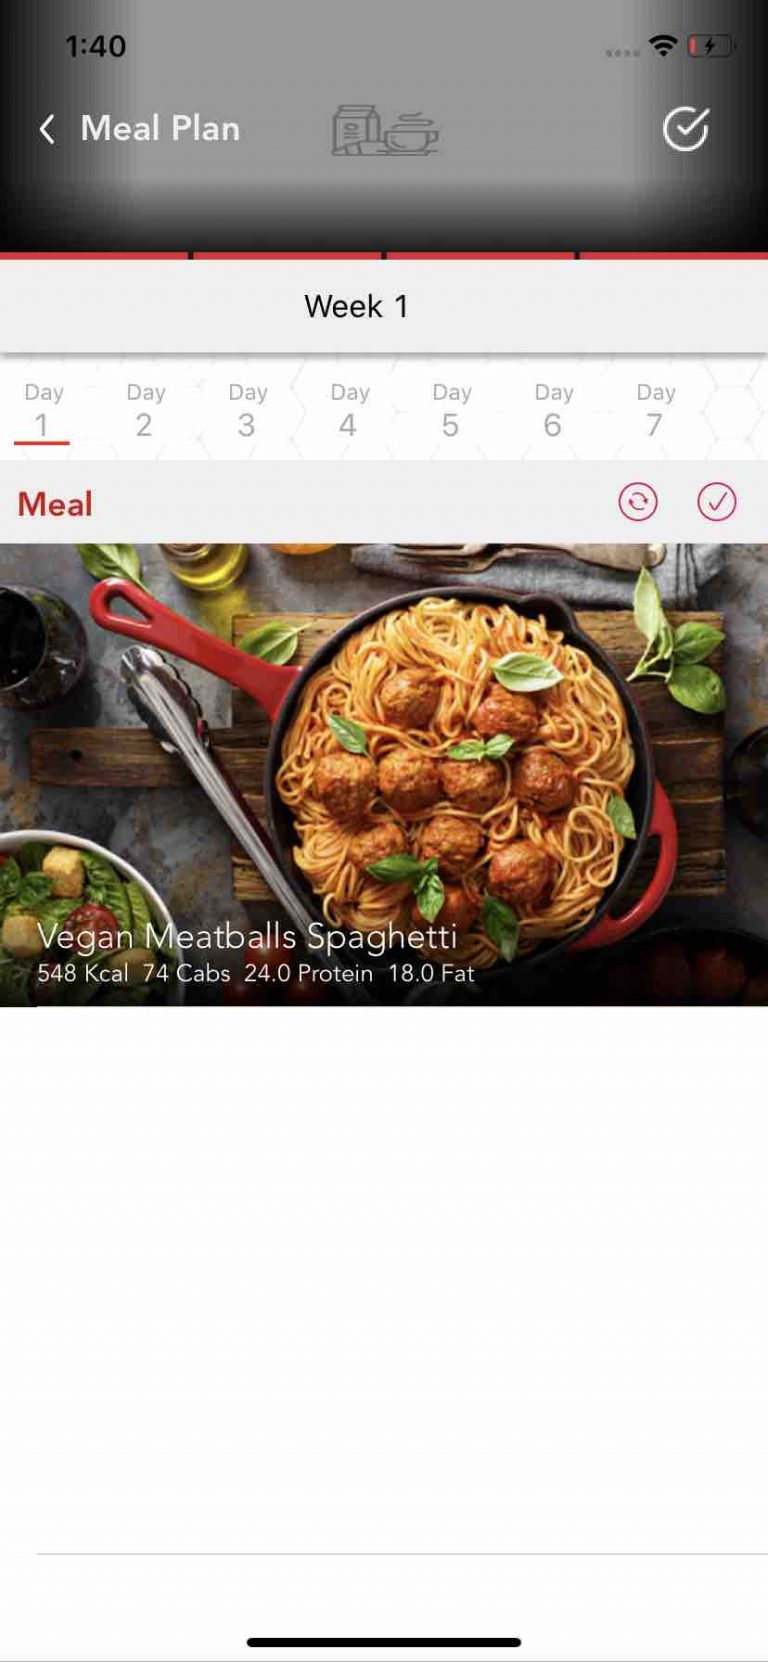 1:40
Meal Plan
Week 1
Day Day Day Day Day Day Day
1 2 3 4 5 6 7
Meal
Vegan Meatballs Spaghetti
548 Kcal 74 Cabs 24.0 Protein 18.0 Fat